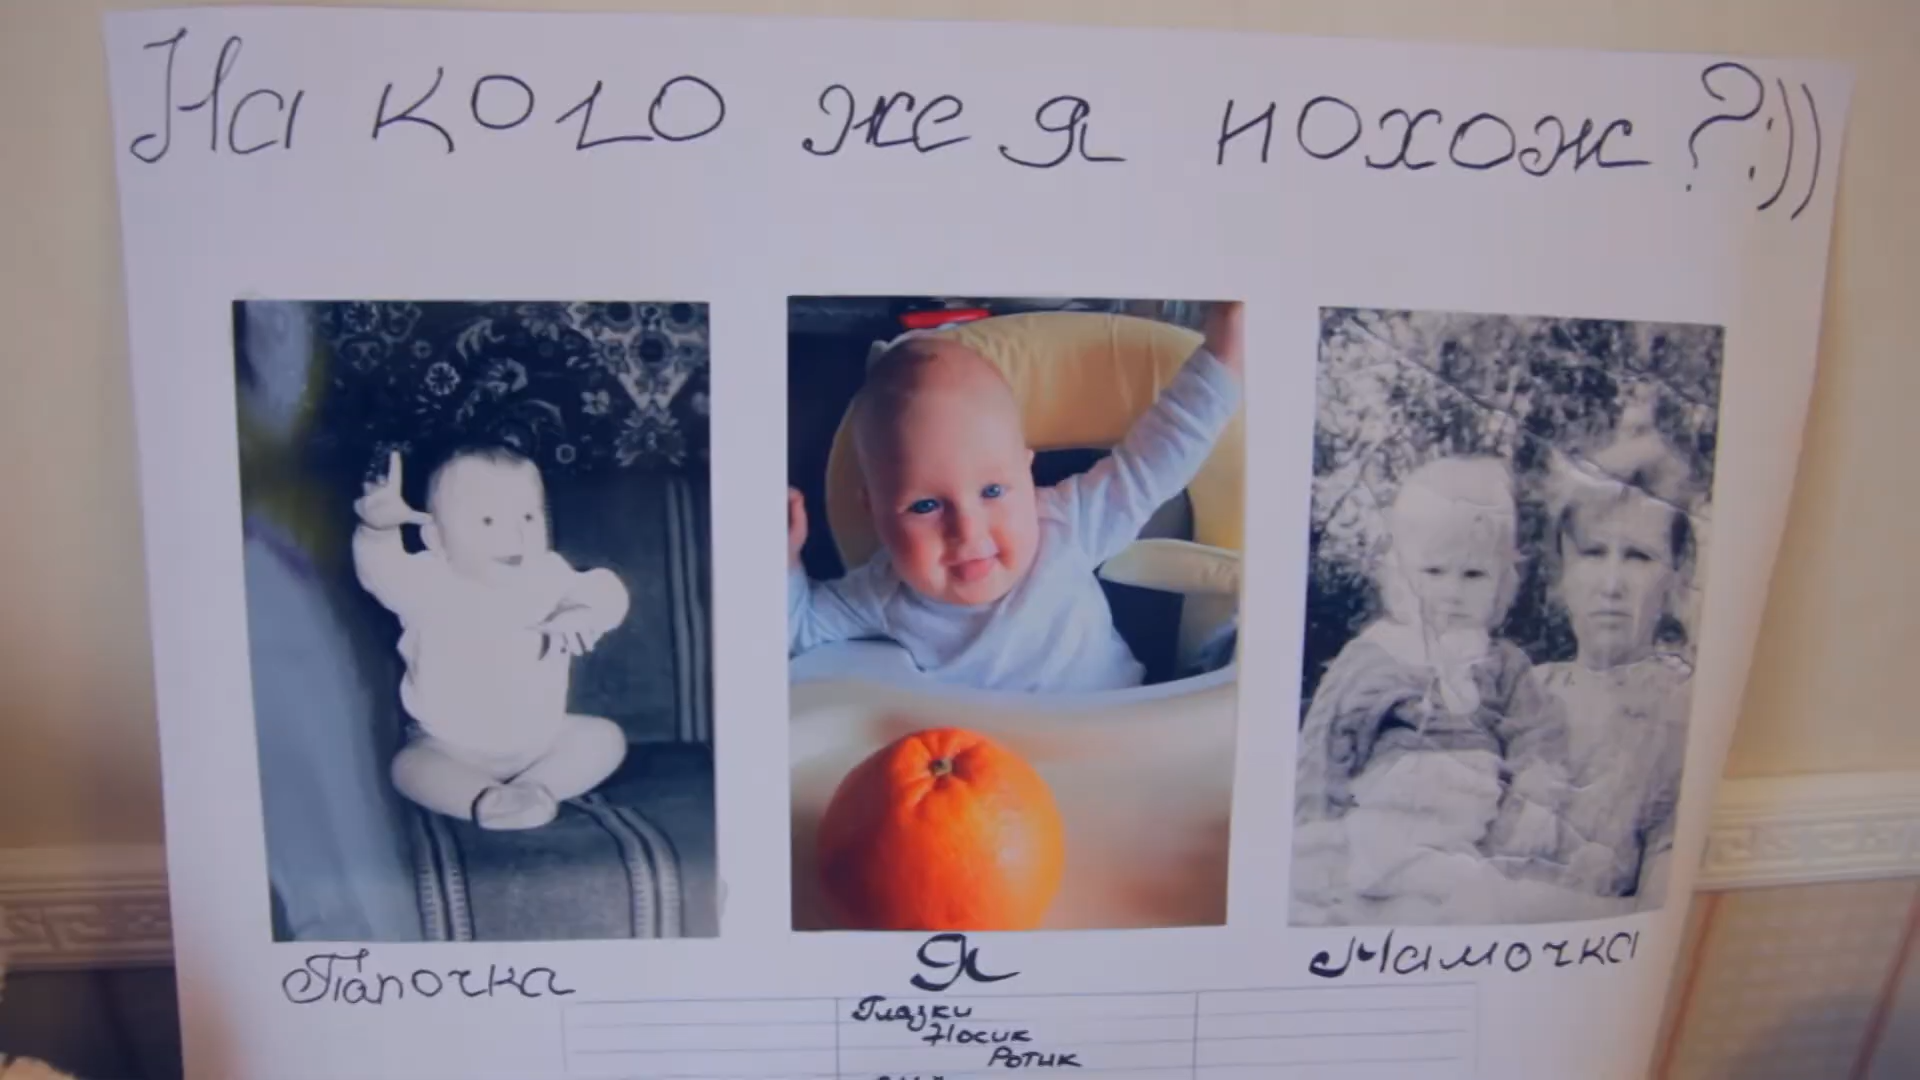 На кого же я похож?:))
Папочка
Я
Мамочка
Глазки
Носик
Ротик